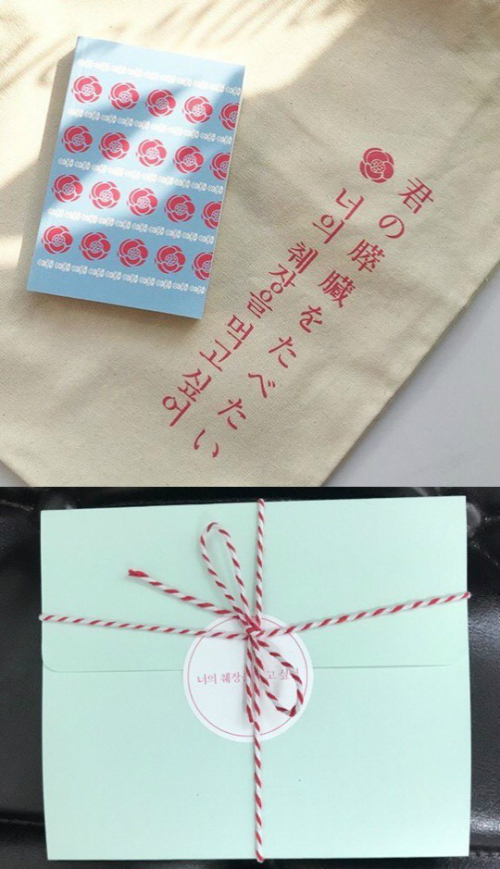 君の膵臓をたべたい
너의 췌장을 먹고 싶어
너의 췌장 고